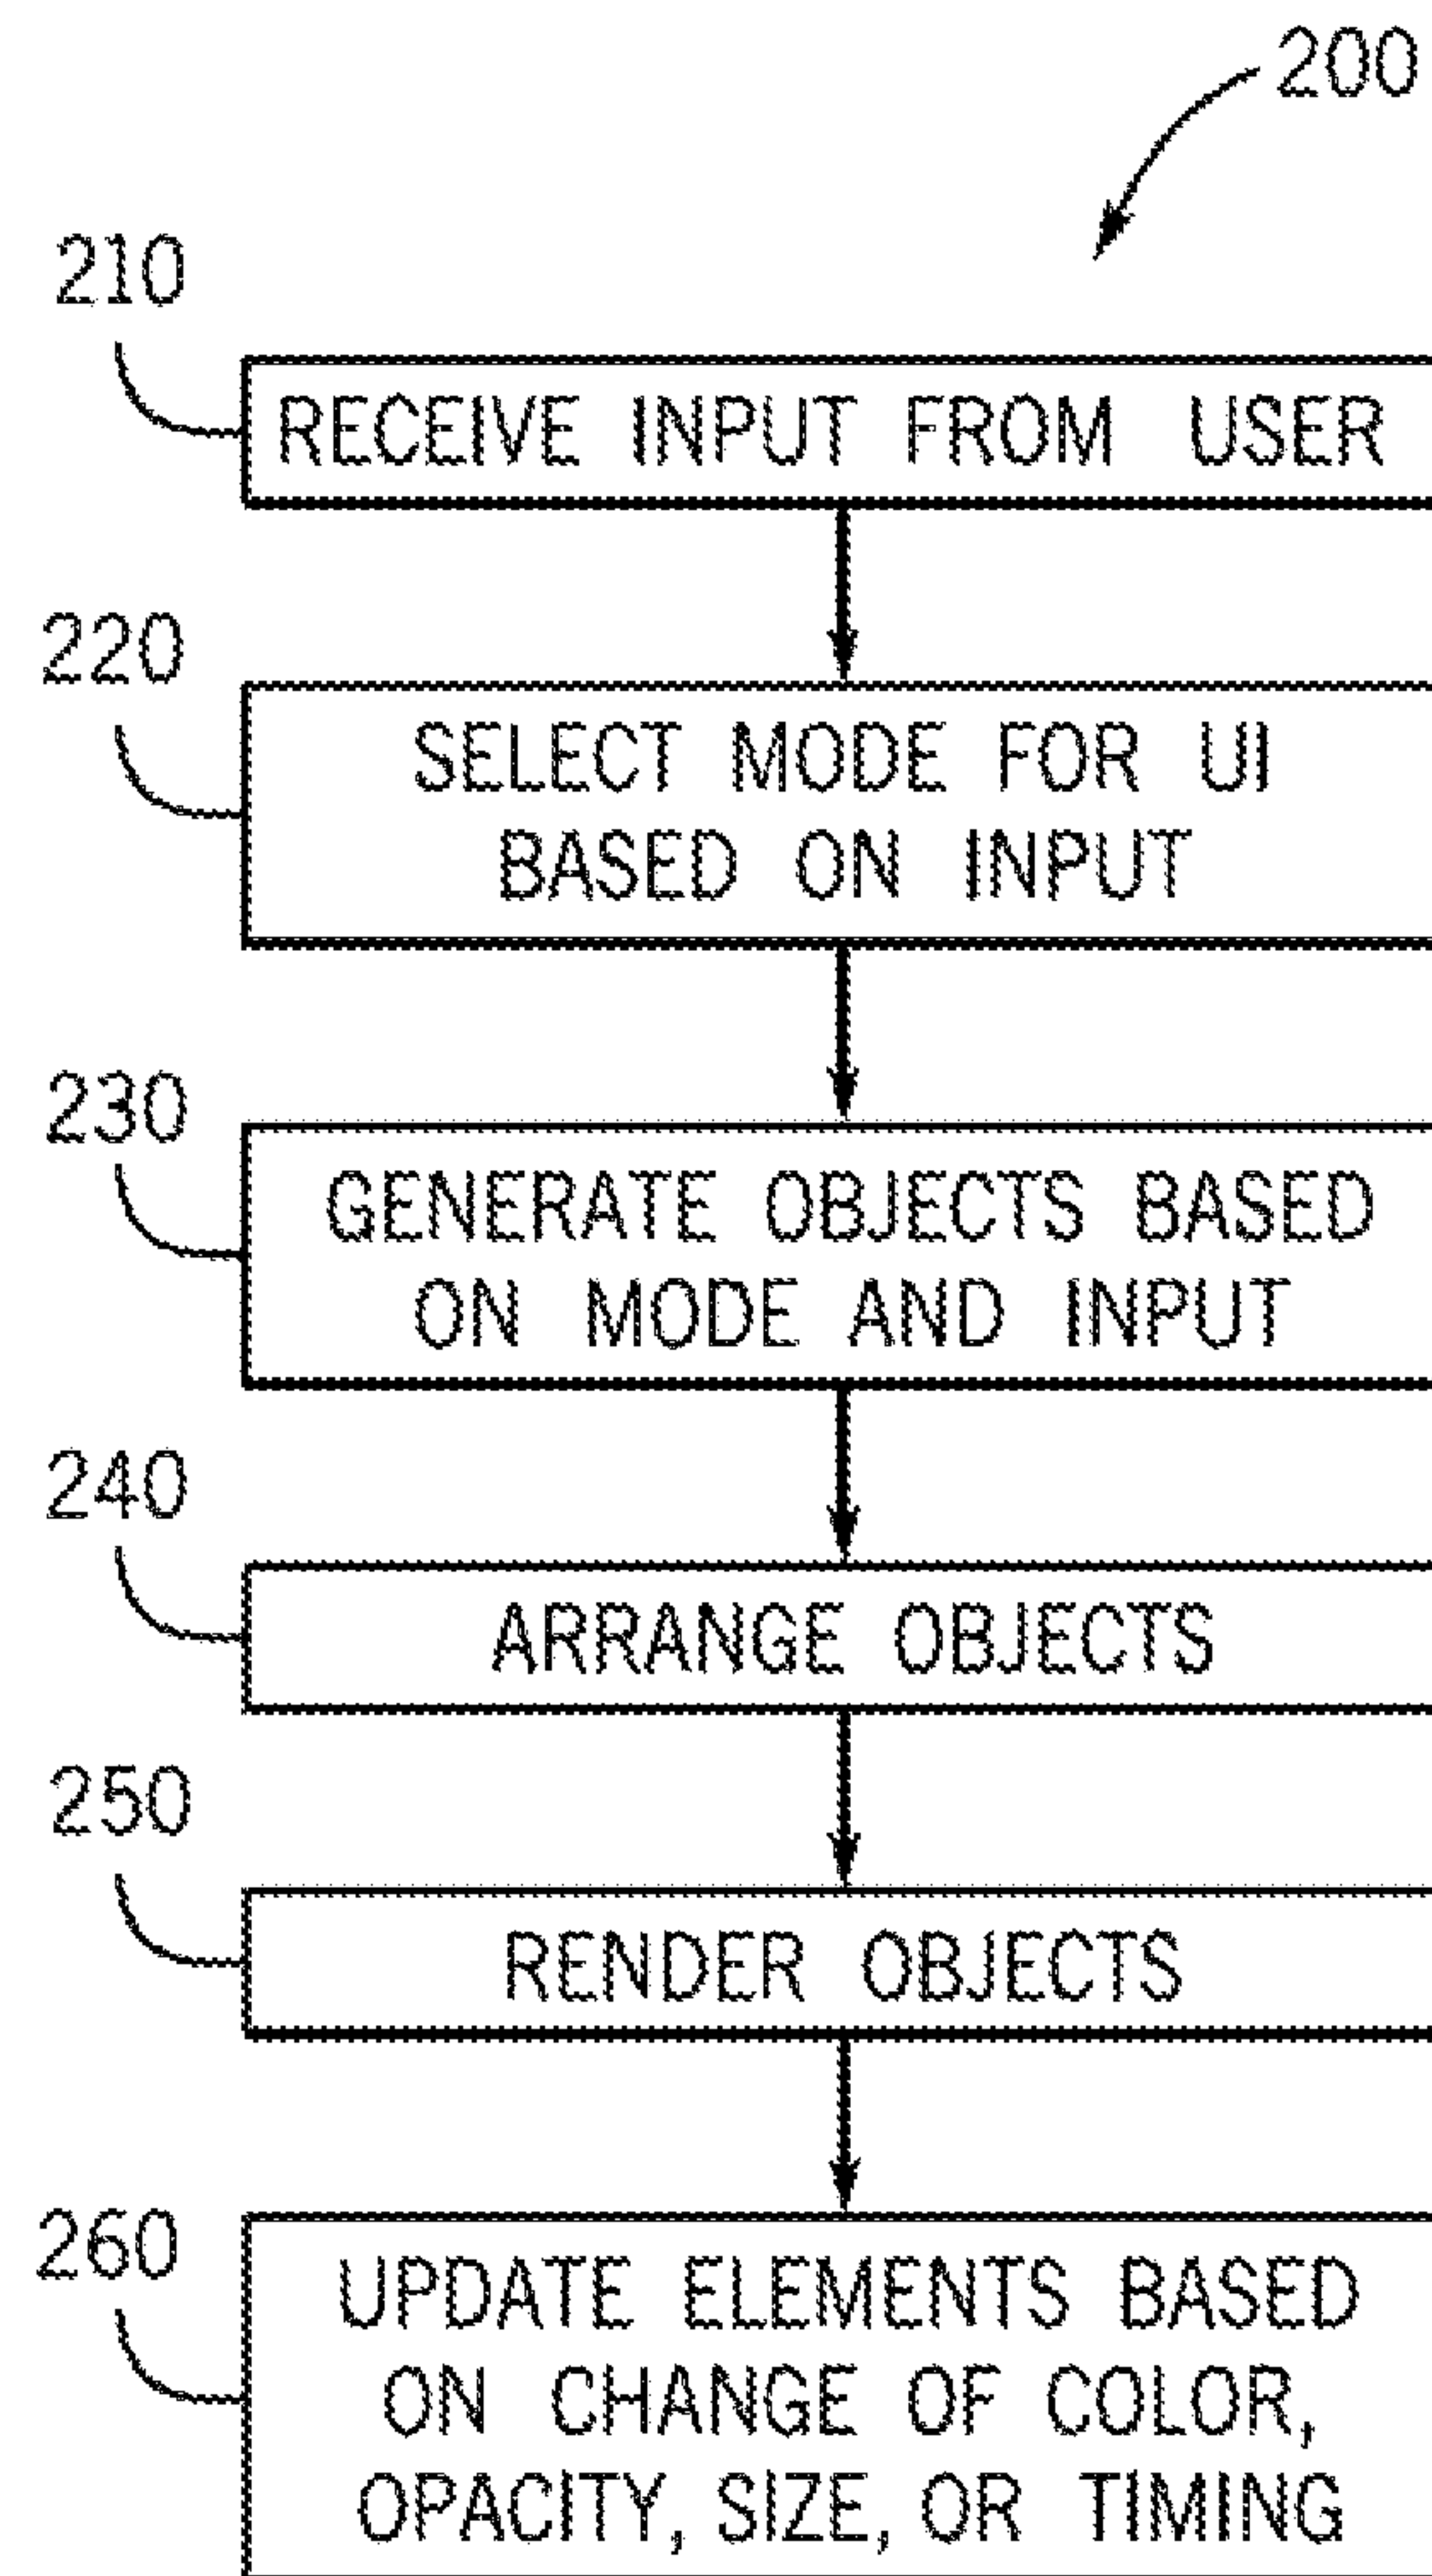 200
210
RECEIVE INPUT FROM USER
220
SELECT MODE FOR UI
BASED ON INPUT
230
GENERATE OBJECTS BASED
ON MODE AND INPUT
240
ARRANGE OBJECTS
250
RENDER OBJECTS
260
UPDATE ELEMENTS BASED
ON CHANGE OF COLOR,
OPACITY, SIZE, OR TIMING